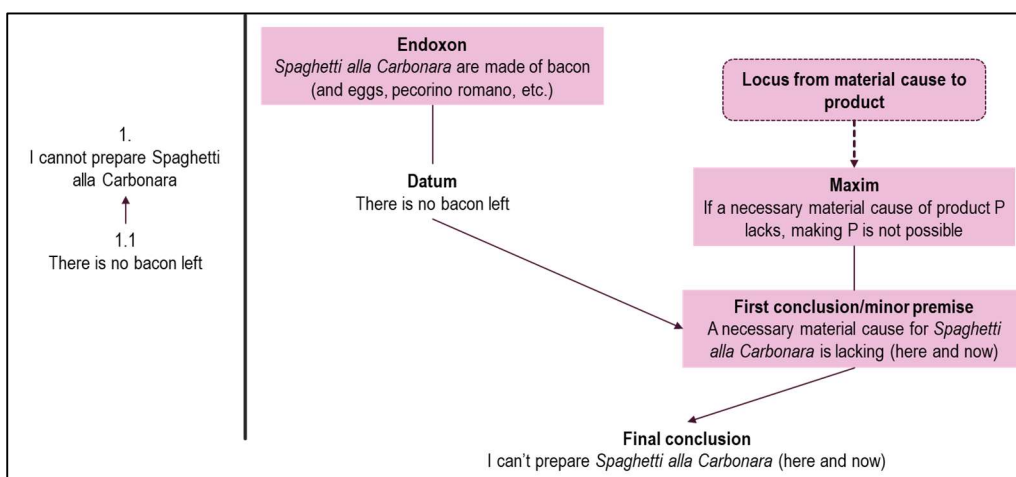 1.
I cannot prepare Spaghetti
alla Carbonara
1.1
There is no bacon left
Endoxon
Spaghetti alla Carbonara are made of bacon
(and eggs, pecorino romano, etc.)
Datum
There is no bacon left
Locus from material cause to
product
Maxim
If a necessary material cause of product P
lacks, making P is not possible
First conclusion/minor premise
A necessary material cause for Spaghetti
alla Carbonara is lacking (here and now)
Final conclusion
I can’t prepare Spaghetti alla Carbonara (here and now)